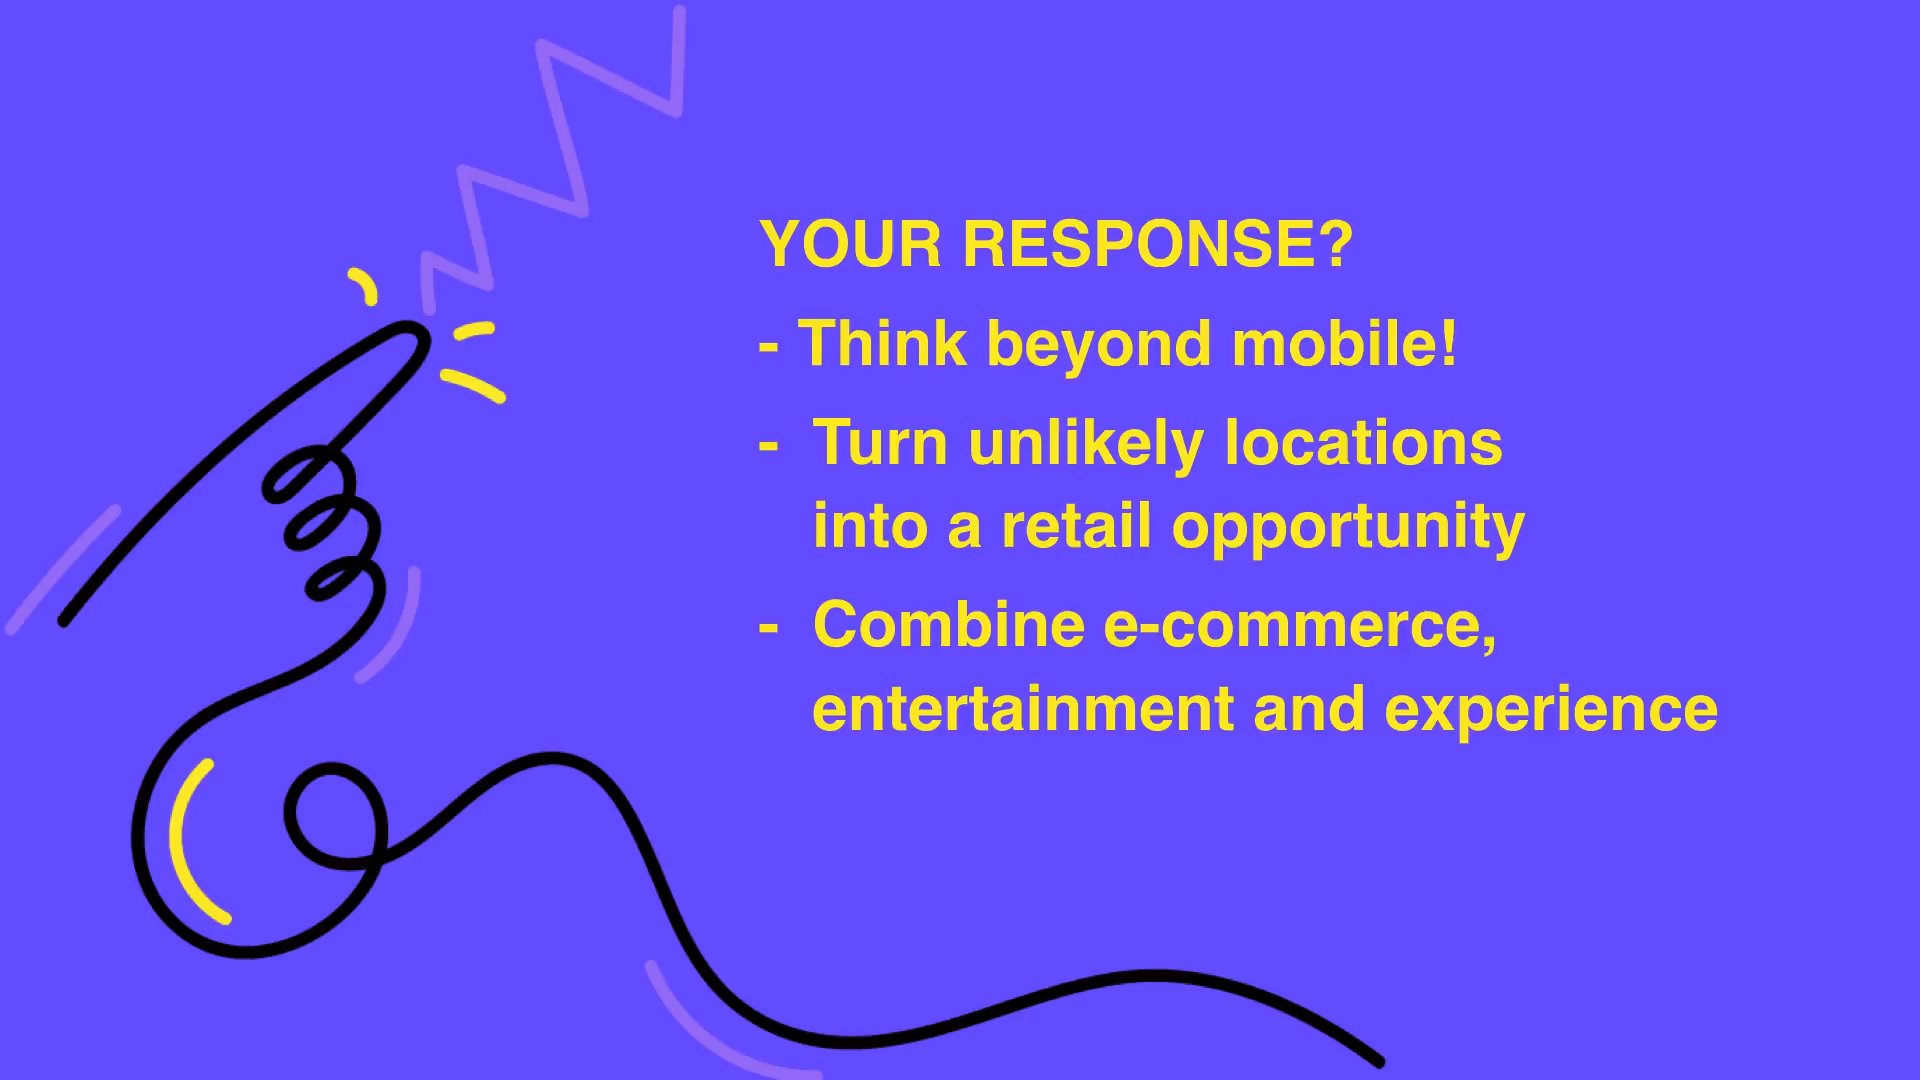 YOUR RESPONSE?
- Think beyond mobile!
- Turn unlikely locations
into a retail opportunity
- Combine e-commerce,
entertainment and experience